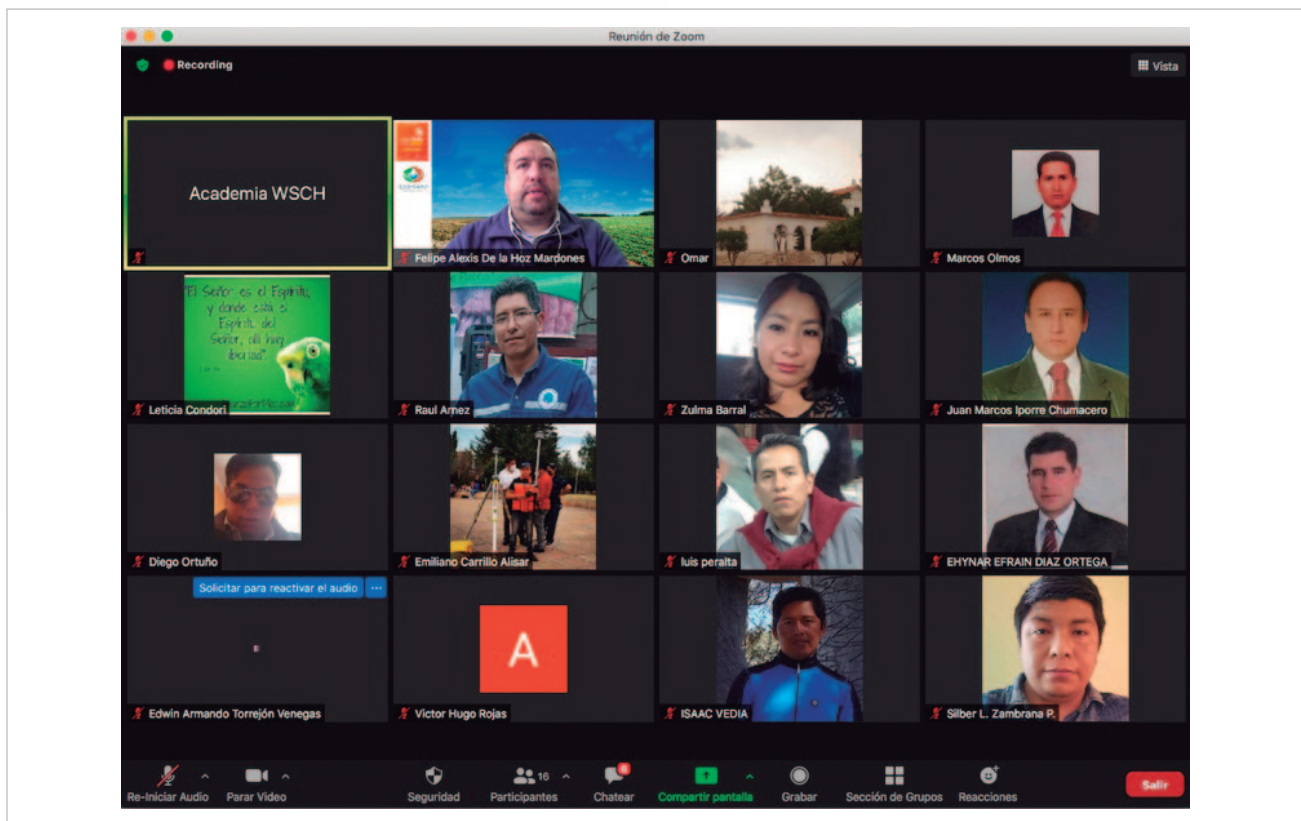 Reunión de Zoom
Recording
Vista
Academia WSCH
Felipe Alexis De la Hoz Mardones
Omar
Marcos Olmos
"El Señor es el Espíritu,
y donde está el
Espíritu del
Señor, allí hay
libertad".
Leticia Condori
Raul Arnez
Zulma Barral
Juan Marcos Iporre Chumacero
Diego Ortuño
Emiliano Carrillo Alisar
luis peralta
EHYNAR EFRAIN DIAZ ORTEGA
Solicitar para reactivar el audio ...
Edwin Armando Torrejón Venegas
A
Victor Hugo Rojas
ISAAC VEDIA
Silber L. Zambrana P.
16
6
Re-Iniciar Audio
Parar Video
Seguridad
Participantes
Chatear
Compartir pantalla
Grabar
Sección de Grupos
Reacciones
Salir